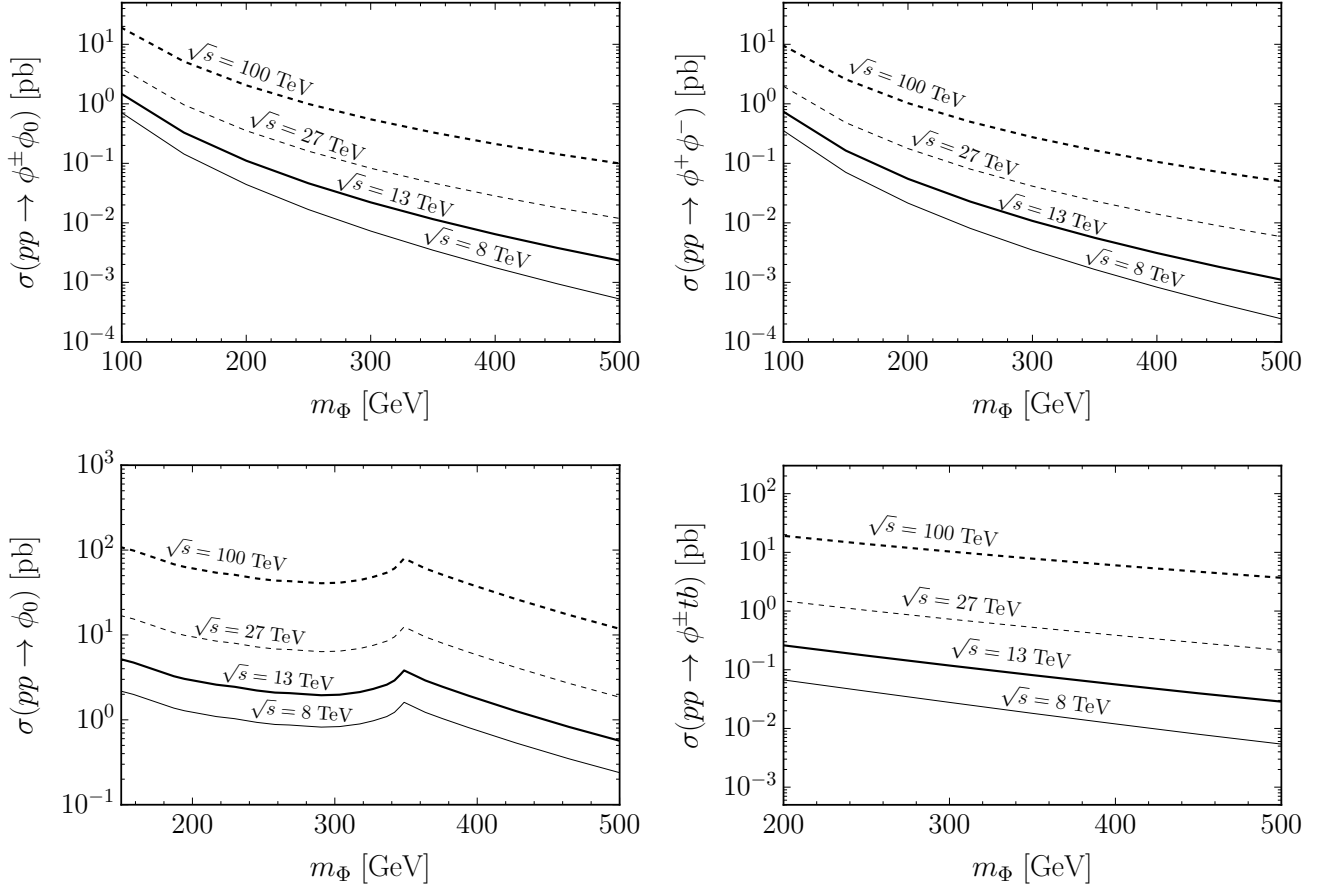 σ(pp → φ^±φ_0) [pb]
10^1
10^0
10^−1
10^−2
10^−3
10^−4
√s = 100 TeV
√s = 27 TeV
√s = 13 TeV
√s = 8 TeV
100 200 300 400 500
m_Φ [GeV]
σ(pp → φ^+φ^−) [pb]
10^1
10^0
10^−1
10^−2
10^−3
10^−4
√s = 100 TeV
√s = 27 TeV
√s = 13 TeV
√s = 8 TeV
100 200 300 400 500
m_Φ [GeV]
σ(pp → φ_0) [pb]
10^3
10^2
10^1
10^0
10^−1
√s = 100 TeV
√s = 27 TeV
√s = 13 TeV
√s = 8 TeV
200 300 400 500
m_Φ [GeV]
σ(pp → φ^±tb) [pb]
10^2
10^1
10^0
10^−1
10^−2
10^−3
√s = 100 TeV
√s = 27 TeV
√s = 13 TeV
√s = 8 TeV
200 300 400 500
m_Φ [GeV]